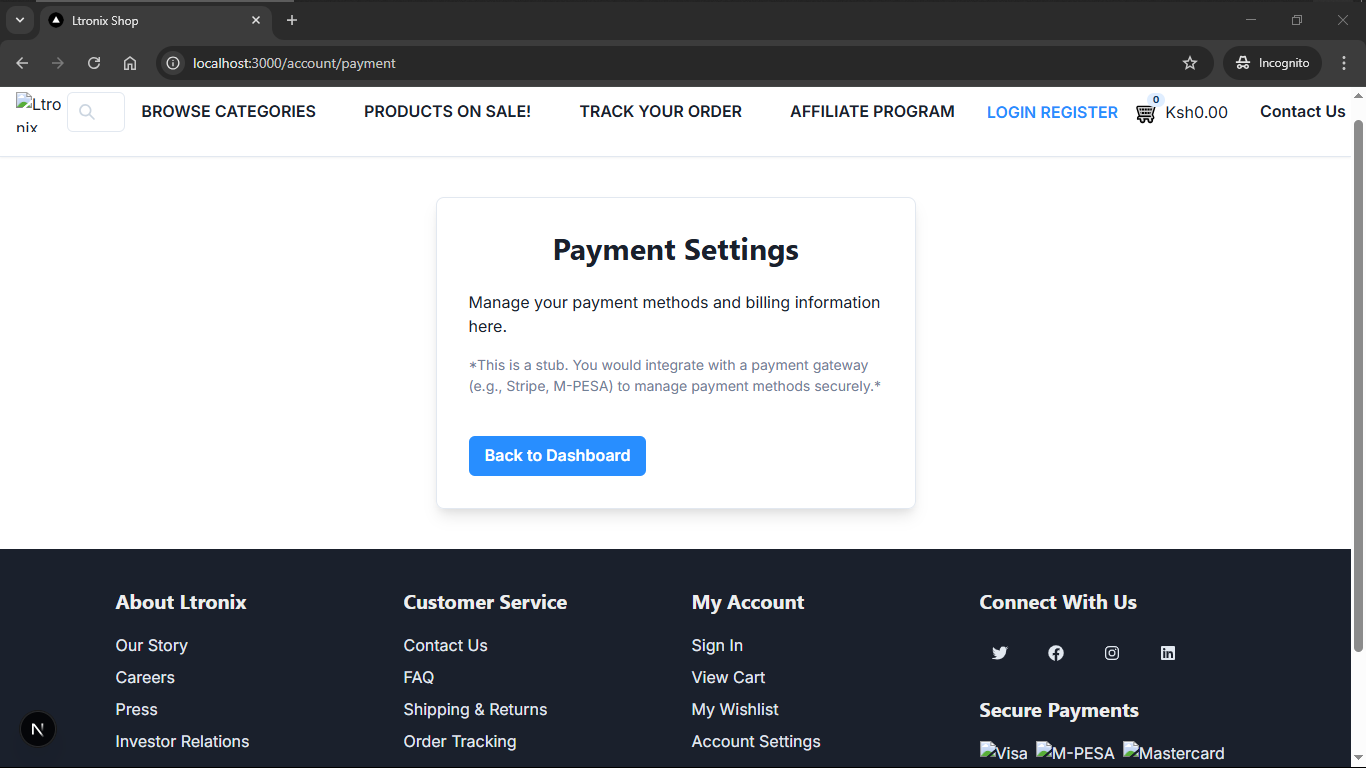 Ltronix Shop
localhost:3000/account/payment
Incognito
Ltro
nix
BROWSE CATEGORIES
PRODUCTS ON SALE!
TRACK YOUR ORDER
AFFILIATE PROGRAM
LOGIN REGISTER
0
Ksh0.00
Contact Us
Payment Settings
Manage your payment methods and billing information
here.
*This is a stub. You would integrate with a payment gateway
(e.g., Stripe, M-PESA) to manage payment methods securely.*
Back to Dashboard
About Ltronix
Our Story
Careers
Press
Investor Relations
Customer Service
Contact Us
FAQ
Shipping & Returns
Order Tracking
My Account
Sign In
View Cart
My Wishlist
Account Settings
Connect With Us
Secure Payments
Visa
M-PESA
Mastercard
N